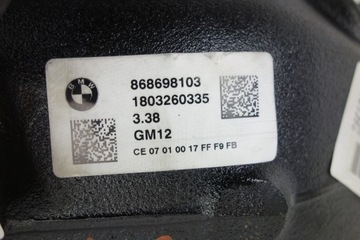 BMW
868698103
1803260335
3.38
GM12
CE 07 01 00 17 FF F9 FB